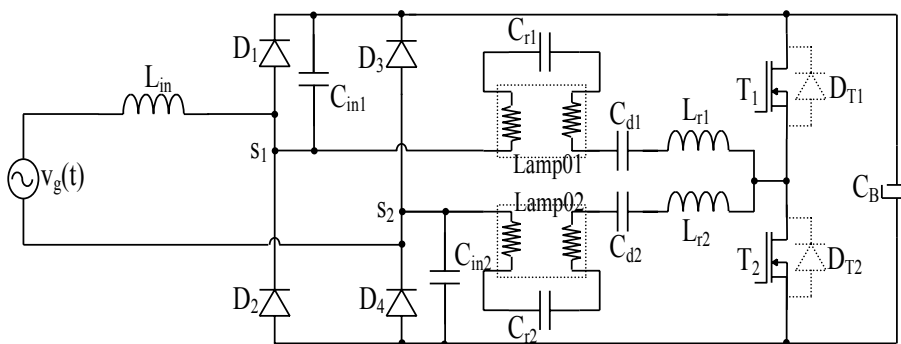 C_r1
D_1
D_3
L_in
C_in1
T_1
D_T1
C_d1
L_r1
s_1
Lamp01
v_g(t)
Lamp02
C_B
s_2
C_in2
C_d2
L_r2
T_2
D_T2
D_2
D_4
C_r2